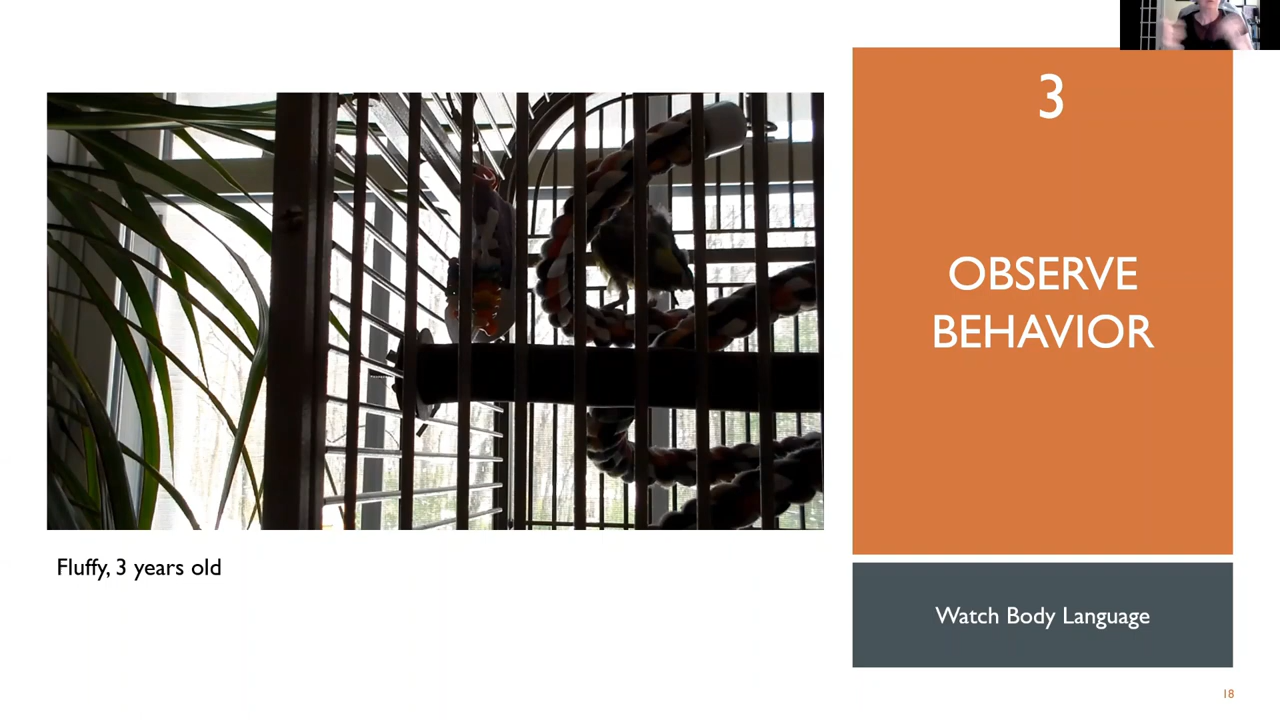 3
OBSERVE
BEHAVIOR
Fluffy, 3 years old
Watch Body Language
18